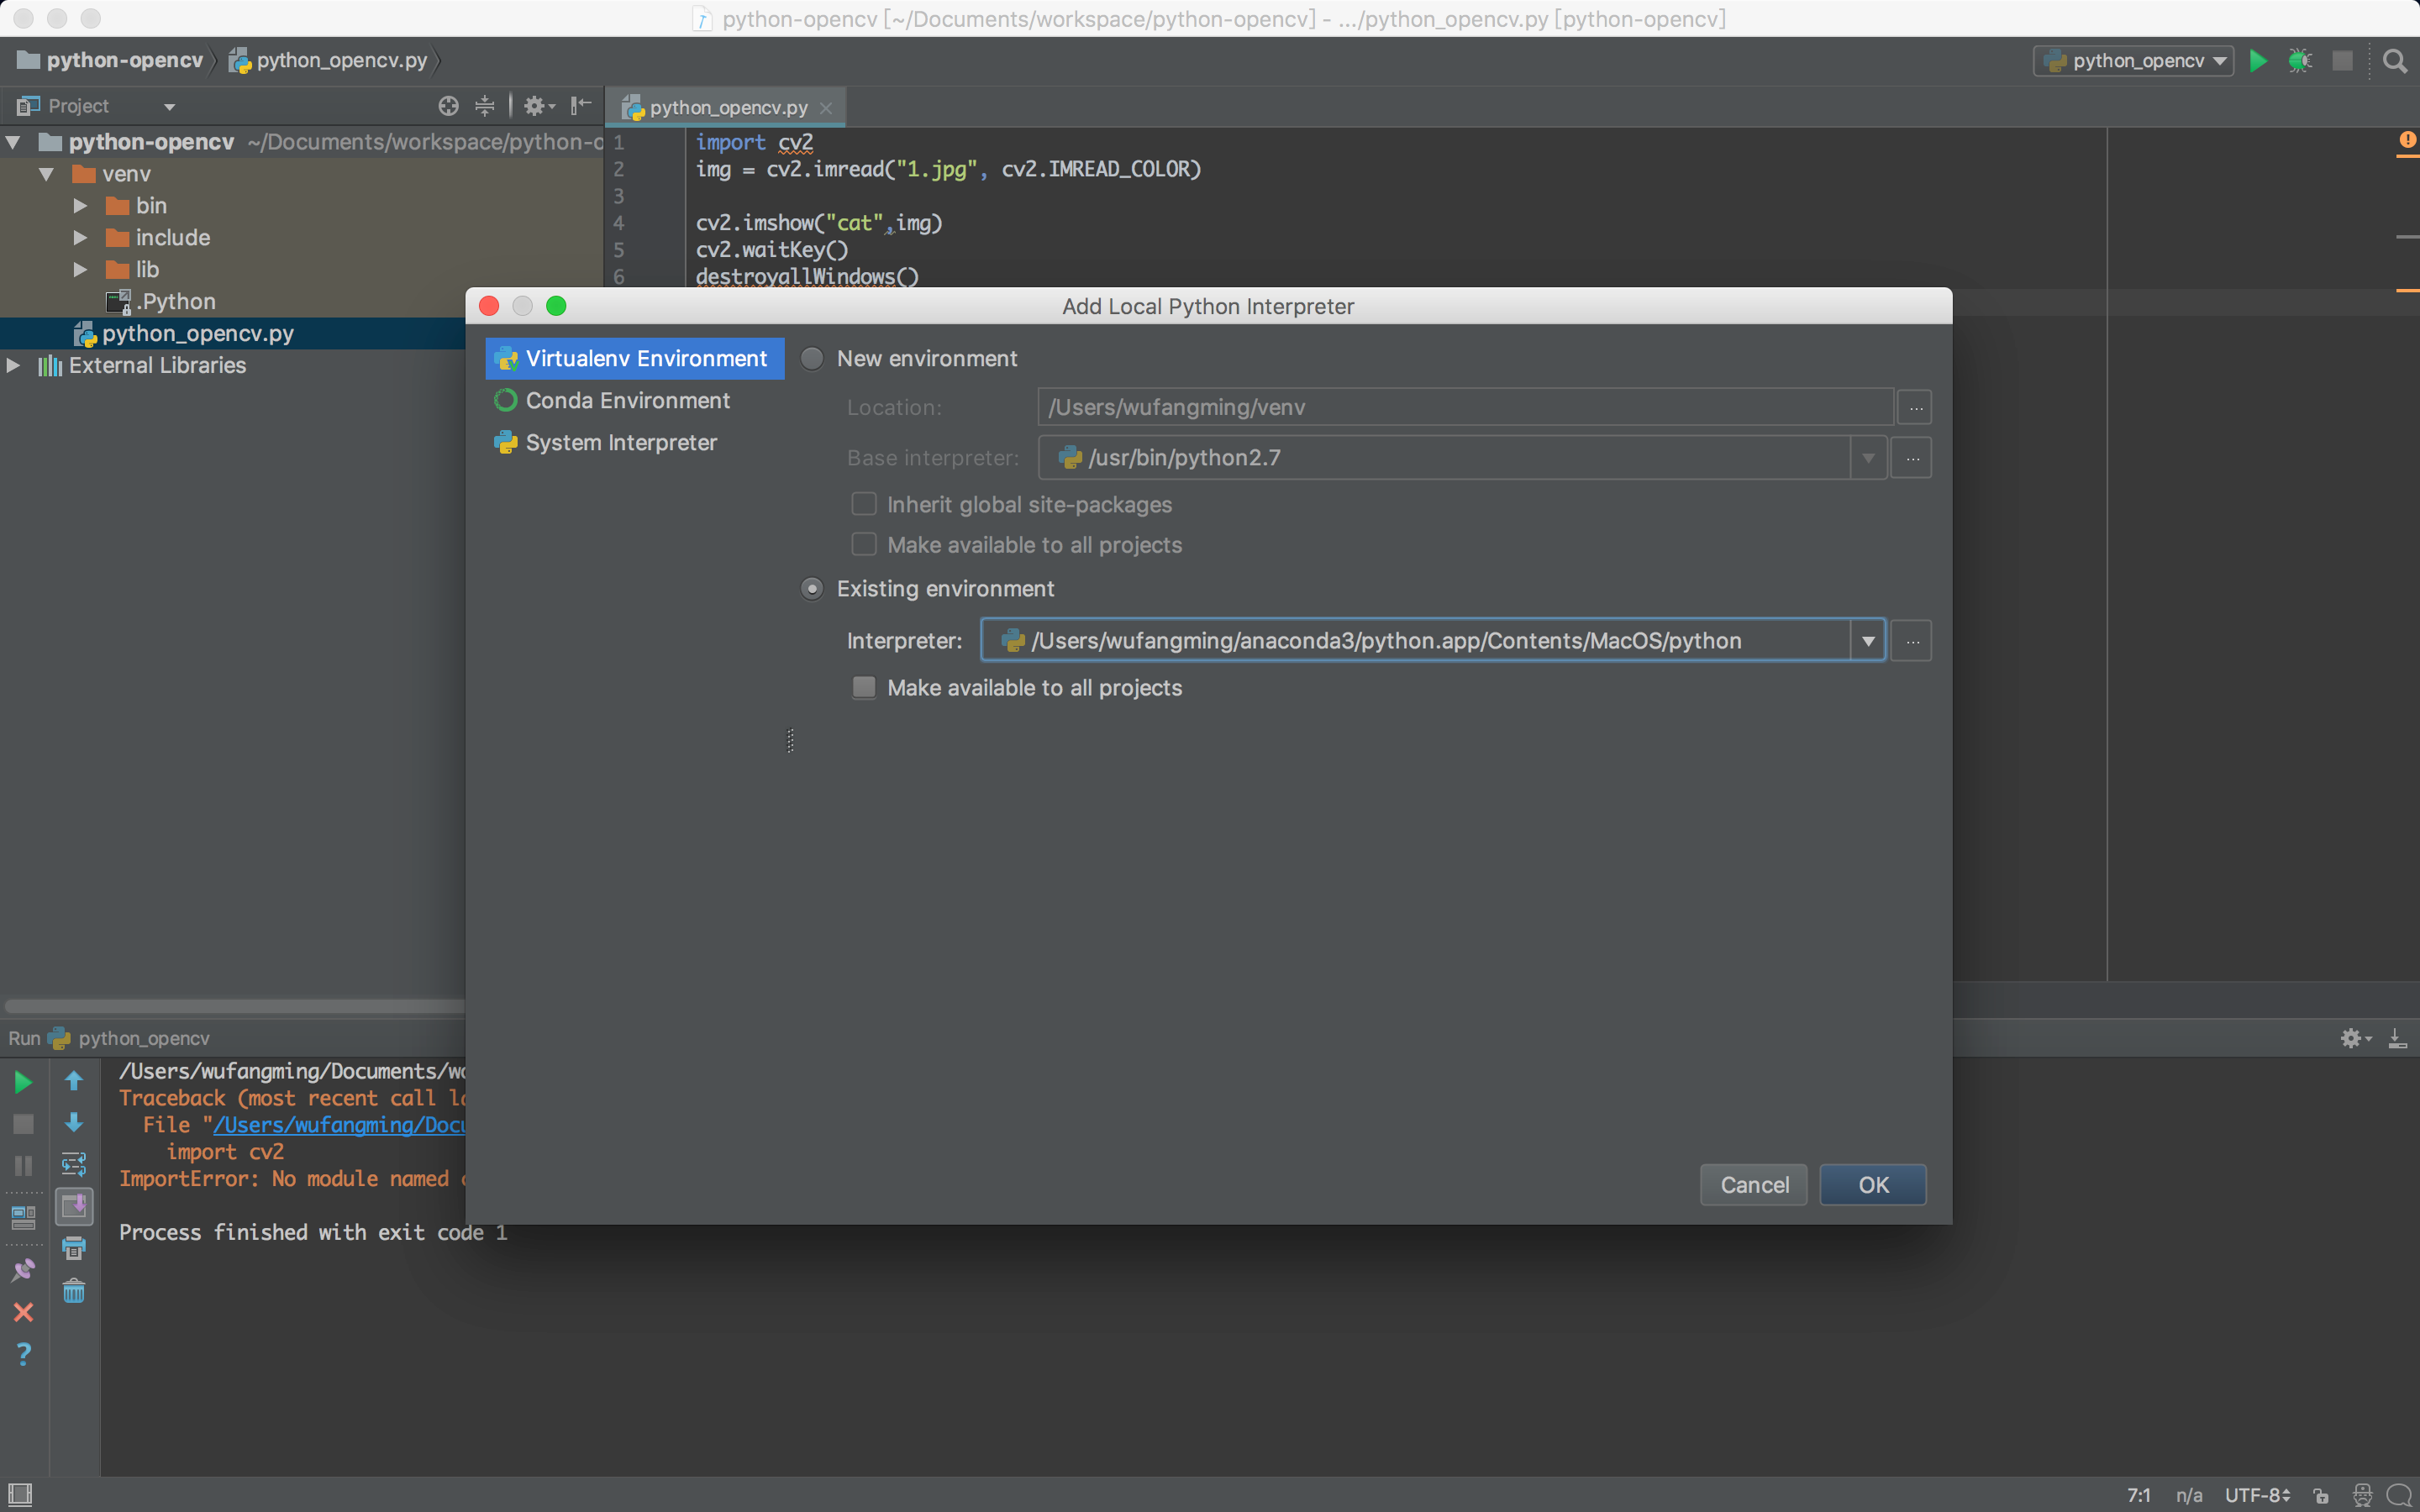 python-opencv [~/Documents/workspace/python-opencv] - .../python_opencv.py [python-opencv]
python-opencv
python_opencv.py
python_opencv
Project
python_opencv.py
python-opencv ~/Documents/workspace/python-o
venv
bin
include
lib
.Python
python_opencv.py
External Libraries
1 import cv2
2 img = cv2.imread("1.jpg", cv2.IMREAD_COLOR)
3
4 cv2.imshow("cat",img)
5 cv2.waitKey()
6 destroyallWindows()
Add Local Python Interpreter
Virtualenv Environment
Conda Environment
System Interpreter
New environment
Location: /Users/wufangming/venv ...
Base interpreter: /usr/bin/python2.7 ...
Inherit global site-packages
Make available to all projects
Existing environment
Interpreter: /Users/wufangming/anaconda3/python.app/Contents/MacOS/python ...
Make available to all projects
Cancel
OK
Run python_opencv
/Users/wufangming/Documents/wo
Traceback (most recent call la
File "/Users/wufangming/Docu
import cv2
ImportError: No module named
Process finished with exit code 1
7:1 n/a UTF-8